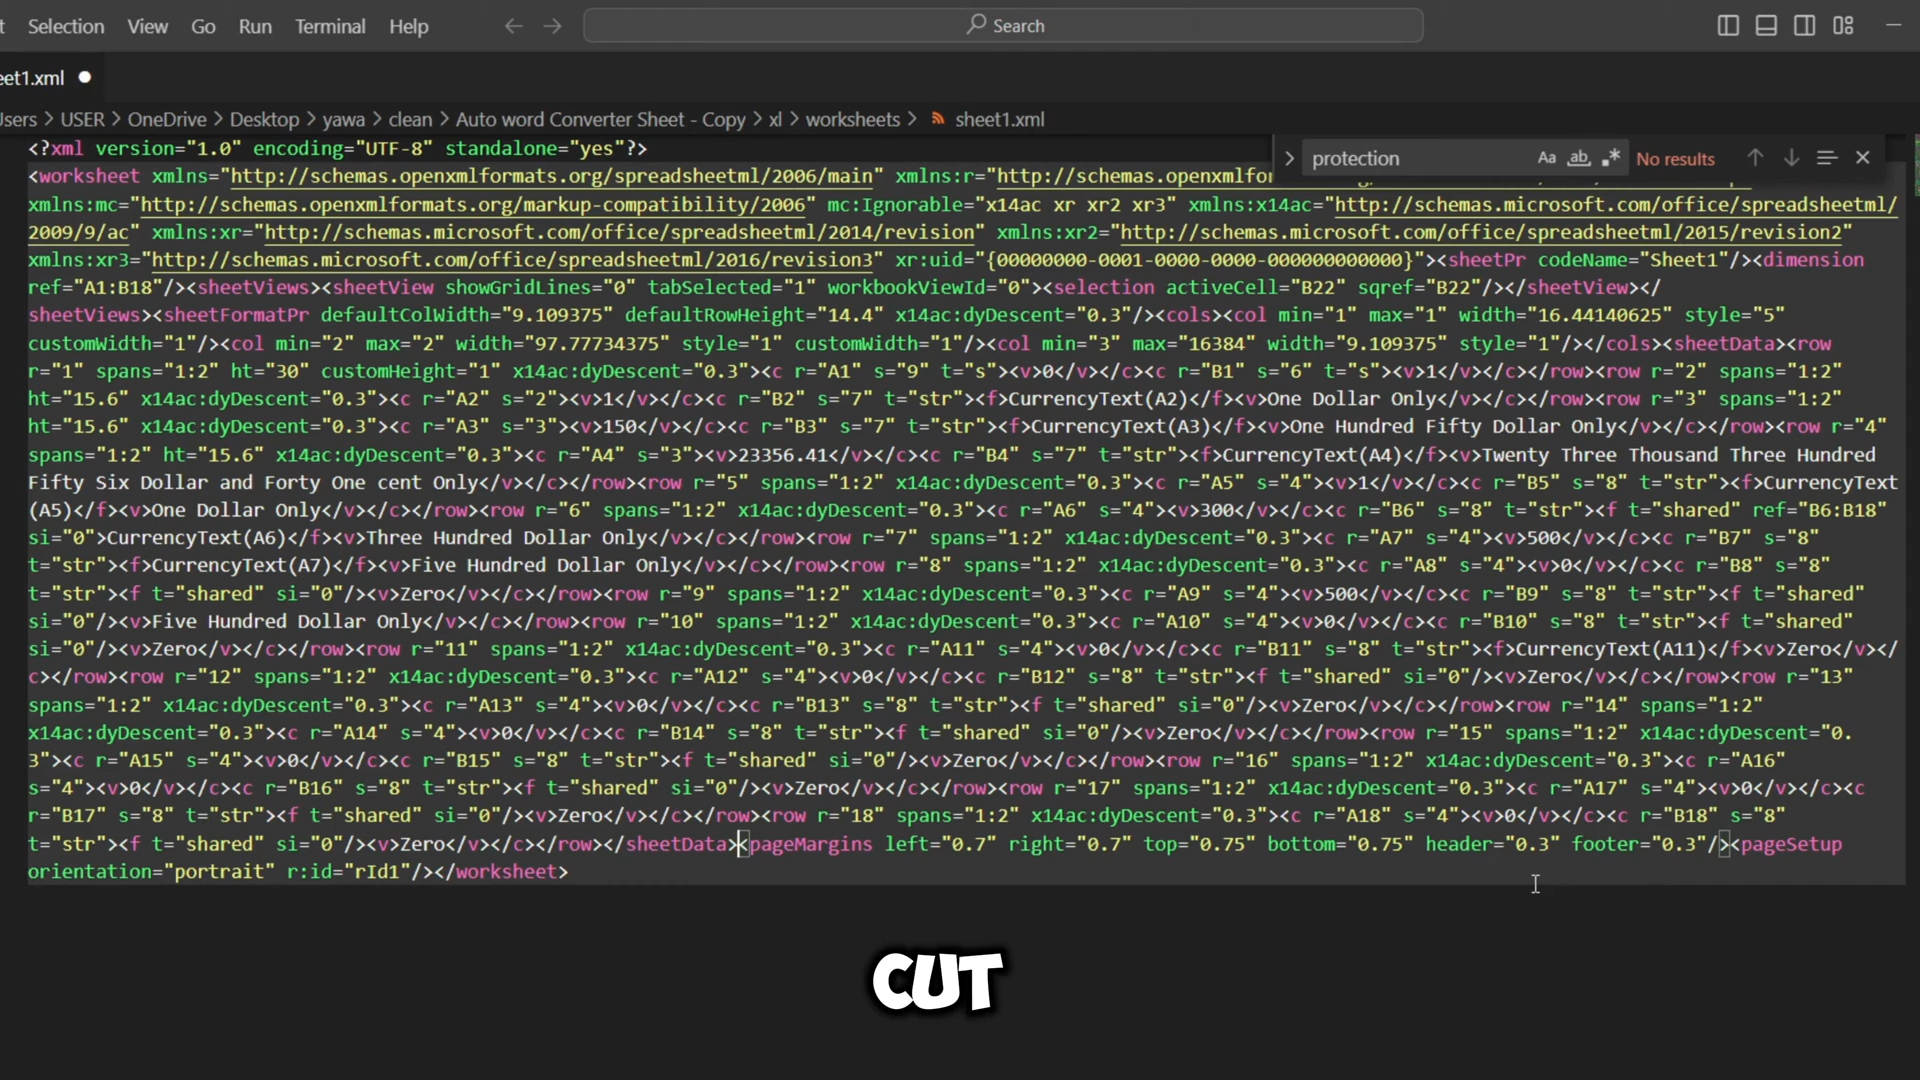 Selection View Go Run Terminal Help
Search
eet1.xml
Users > USER > OneDrive > Desktop > yawa > clean > Auto word Converter Sheet - Copy > xl > worksheets > sheet1.xml
protection
Aa ab No results
<?xml version="1.0" encoding="UTF-8" standalone="yes"?>
<worksheet xmlns="http://schemas.openxmlformats.org/spreadsheetml/2006/main" xmlns:r="http://schemas.openxmlfor
xmlns:mc="http://schemas.openxmlformats.org/markup-compatibility/2006" mc:Ignorable="x14ac xr xr2 xr3" xmlns:x14ac="http://schemas.microsoft.com/office/spreadsheetml/
2009/9/ac" xmlns:xr="http://schemas.microsoft.com/office/spreadsheetml/2014/revision" xmlns:xr2="http://schemas.microsoft.com/office/spreadsheetml/2015/revision2"
xmlns:xr3="http://schemas.microsoft.com/office/spreadsheetml/2016/revision3" xr:uid="{00000000-0001-0000-0000-000000000000}"><sheetPr codeName="Sheet1"/><dimension
ref="A1:B18"/><sheetViews><sheetView showGridLines="0" tabSelected="1" workbookViewId="0"><selection activeCell="B22" sqref="B22"/></sheetView></
sheetViews><sheetFormatPr defaultColWidth="9.109375" defaultRowHeight="14.4" x14ac:dyDescent="0.3"/><cols><col min="1" max="1" width="16.44140625" style="5"
customWidth="1"/><col min="2" max="2" width="97.77734375" style="1" customWidth="1"/><col min="3" max="16384" width="9.109375" style="1"/></cols><sheetData><row
r="1" spans="1:2" ht="30" customHeight="1" x14ac:dyDescent="0.3"><c r="A1" s="9" t="s"><v>0</v></c><c r="B1" s="6" t="s"><v>1</v></c></row><row r="2" spans="1:2"
ht="15.6" x14ac:dyDescent="0.3"><c r="A2" s="2"><v>1</v></c><c r="B2" s="7" t="str"><f>CurrencyText(A2)</f><v>One Dollar Only</v></c></row><row r="3" spans="1:2"
ht="15.6" x14ac:dyDescent="0.3"><c r="A3" s="3"><v>150</v></c><c r="B3" s="7" t="str"><f>CurrencyText(A3)</f><v>One Hundred Fifty Dollar Only</v></c></row><row r="4"
spans="1:2" ht="15.6" x14ac:dyDescent="0.3"><c r="A4" s="3"><v>23356.41</v></c><c r="B4" s="7" t="str"><f>CurrencyText(A4)</f><v>Twenty Three Thousand Three Hundred
Fifty Six Dollar and Forty One cent Only</v></c></row><row r="5" spans="1:2" x14ac:dyDescent="0.3"><c r="A5" s="4"><v>1</v></c><c r="B5" s="8" t="str"><f>CurrencyText
(A5)</f><v>One Dollar Only</v></c></row><row r="6" spans="1:2" x14ac:dyDescent="0.3"><c r="A6" s="4"><v>300</v></c><c r="B6" s="8" t="str"><f t="shared" ref="B6:B18"
si="0">CurrencyText(A6)</f><v>Three Hundred Dollar Only</v></c></row><row r="7" spans="1:2" x14ac:dyDescent="0.3"><c r="A7" s="4"><v>500</v></c><c r="B7" s="8"
t="str"><f>CurrencyText(A7)</f><v>Five Hundred Dollar Only</v></c></row><row r="8" spans="1:2" x14ac:dyDescent="0.3"><c r="A8" s="4"><v>0</v></c><c r="B8" s="8"
t="str"><f t="shared" si="0"/><v>Zero</v></c></row><row r="9" spans="1:2" x14ac:dyDescent="0.3"><c r="A9" s="4"><v>500</v></c><c r="B9" s="8" t="str"><f t="shared"
si="0"/><v>Five Hundred Dollar Only</v></c></row><row r="10" spans="1:2" x14ac:dyDescent="0.3"><c r="A10" s="4"><v>0</v></c><c r="B10" s="8" t="str"><f t="shared"
si="0"/><v>Zero</v></c></row><row r="11" spans="1:2" x14ac:dyDescent="0.3"><c r="A11" s="4"><v>0</v></c><c r="B11" s="8" t="str"><f>CurrencyText(A11)</f><v>Zero</v></
c></row><row r="12" spans="1:2" x14ac:dyDescent="0.3"><c r="A12" s="4"><v>0</v></c><c r="B12" s="8" t="str"><f t="shared" si="0"/><v>Zero</v></c></row><row r="13"
spans="1:2" x14ac:dyDescent="0.3"><c r="A13" s="4"><v>0</v></c><c r="B13" s="8" t="str"><f t="shared" si="0"/><v>Zero</v></c></row><row r="14" spans="1:2"
x14ac:dyDescent="0.3"><c r="A14" s="4"><v>0</v></c><c r="B14" s="8" t="str"><f t="shared" si="0"/><v>Zero</v></c></row><row r="15" spans="1:2" x14ac:dyDescent="0.
3"><c r="A15" s="4"><v>0</v></c><c r="B15" s="8" t="str"><f t="shared" si="0"/><v>Zero</v></c></row><row r="16" spans="1:2" x14ac:dyDescent="0.3"><c r="A16"
s="4"><v>0</v></c><c r="B16" s="8" t="str"><f t="shared" si="0"/><v>Zero</v></c></row><row r="17" spans="1:2" x14ac:dyDescent="0.3"><c r="A17" s="4"><v>0</v></c><c
r="B17" s="8" t="str"><f t="shared" si="0"/><v>Zero</v></c></row><row r="18" spans="1:2" x14ac:dyDescent="0.3"><c r="A18" s="4"><v>0</v></c><c r="B18" s="8"
t="str"><f t="shared" si="0"/><v>Zero</v></c></row></sheetData><pageMargins left="0.7" right="0.7" top="0.75" bottom="0.75" header="0.3" footer="0.3"/><pageSetup
orientation="portrait" r:id="rId1"/></worksheet>
CUT